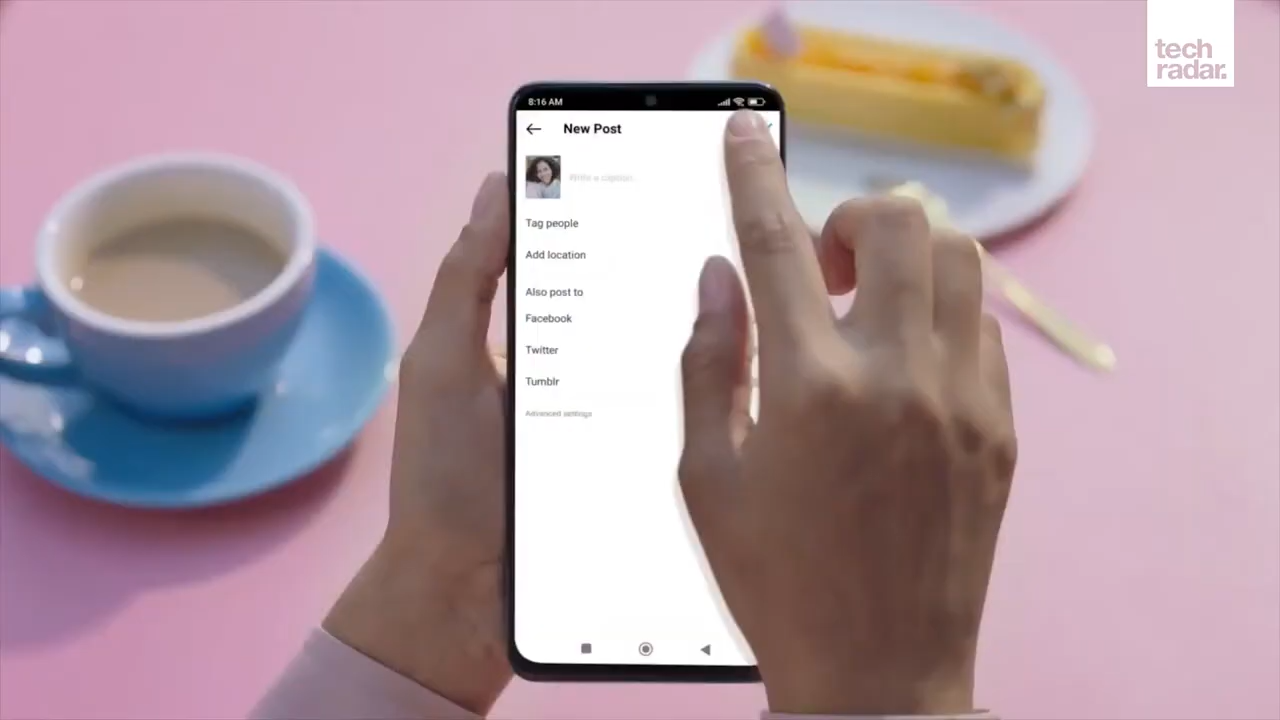 tech
radar.
8:16 AM
New Post
Write a caption...
Tag people
Add location
Also post to
Facebook
Twitter
Tumblr
Advanced settings